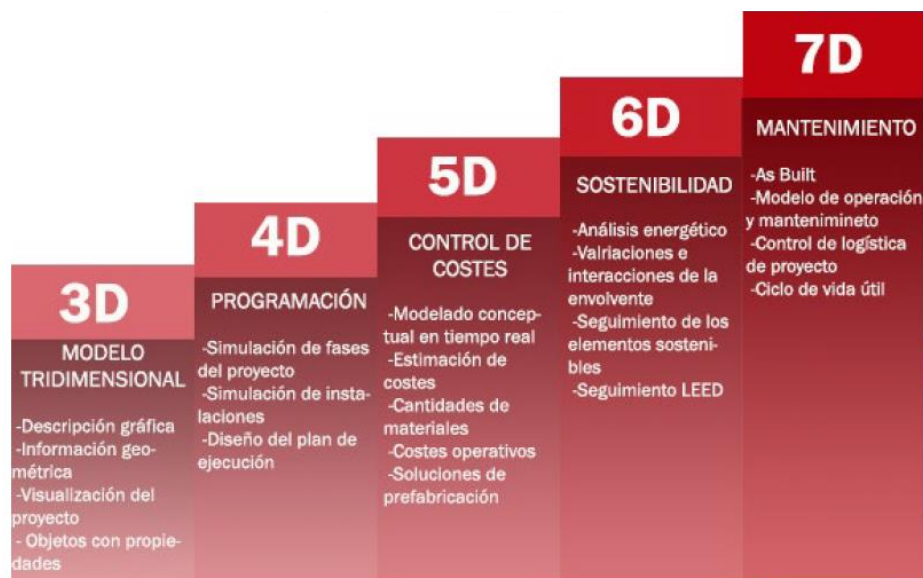 3D
MODELO
TRIDIMENSIONAL
-Descripción gráfica
-Información geo-
métrica
-Visualización del
proyecto
- Objetos con propie-
dades
4D
PROGRAMACIÓN
-Simulación de fases
del proyecto
-Simulación de insta-
laciones
-Diseño del plan de
ejecución
5D
CONTROL DE
COSTES
-Modelado concep-
tual en tiempo real
-Estimación de
costes
-Cantidades de
materiales
-Costes operativos
-Soluciones de
prefabricación
6D
SOSTENIBILIDAD
-Análisis energético
-Valriaciones e
interacciones de la
envolvente
-Seguimiento de los
elementos sosteni-
bles
-Seguimiento LEED
7D
MANTENIMIENTO
-As Built
-Modelo de operación
y mantenimineto
-Control de logística
de proyecto
-Ciclo de vida útil